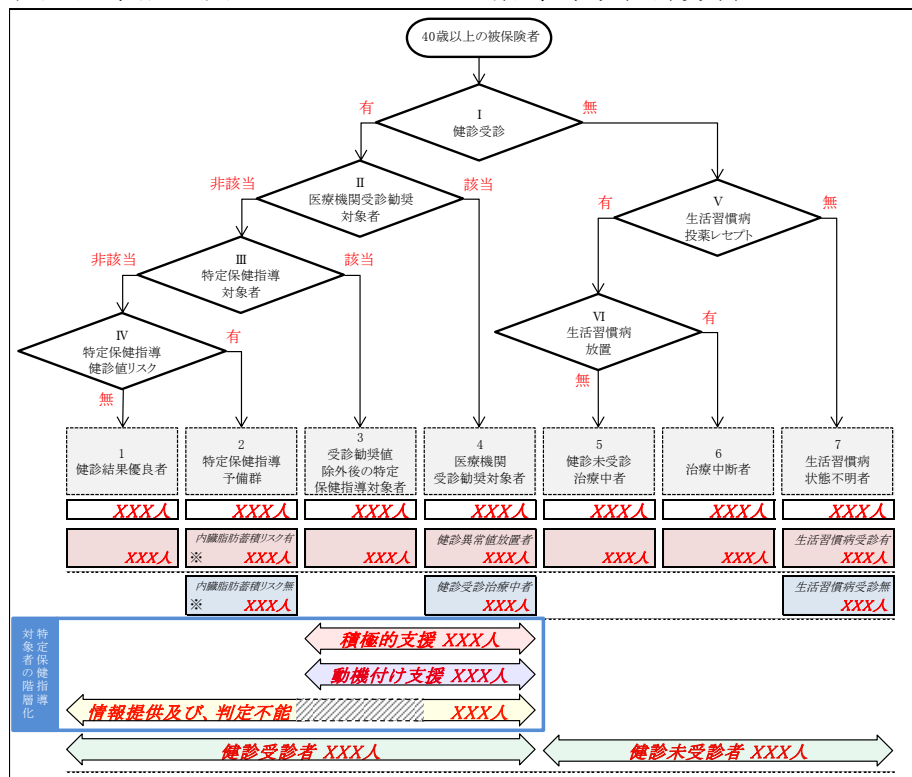 40歳以上の被保険者
有
Ⅰ
健診受診
無
非該当
Ⅱ
医療機関受診勧奨
対象者
該当
有
Ⅴ
生活習慣病
投薬レセプト
無
非該当
Ⅲ
特定保健指導
対象者
該当
Ⅳ
特定保健指導
健診値リスク
有
無
Ⅵ
生活習慣病
放置
有
無
1
健診結果優良者
2
特定保健指導
予備群
3
受診勧奨値
除外後の特定
保健指導対象者
4
医療機関
受診勧奨対象者
5
健診未受診
治療中者
6
治療中断者
7
生活習慣病
状態不明者
XXX人
XXX人
XXX人
XXX人
XXX人
XXX人
XXX人
XXX人
内臓脂肪蓄積リスク有
※ XXX人
XXX人
健診異常値放置者
XXX人
XXX人
XXX人
生活習慣病受診有
XXX人
内臓脂肪蓄積リスク無
※ XXX人
健診受診治療中者
XXX人
生活習慣病受診無
XXX人
特定保健指導
対象者の階層化
積極的支援 XXX人
動機付け支援 XXX人
情報提供及び、判定不能 XXX人
健診受診者 XXX人
健診未受診者 XXX人